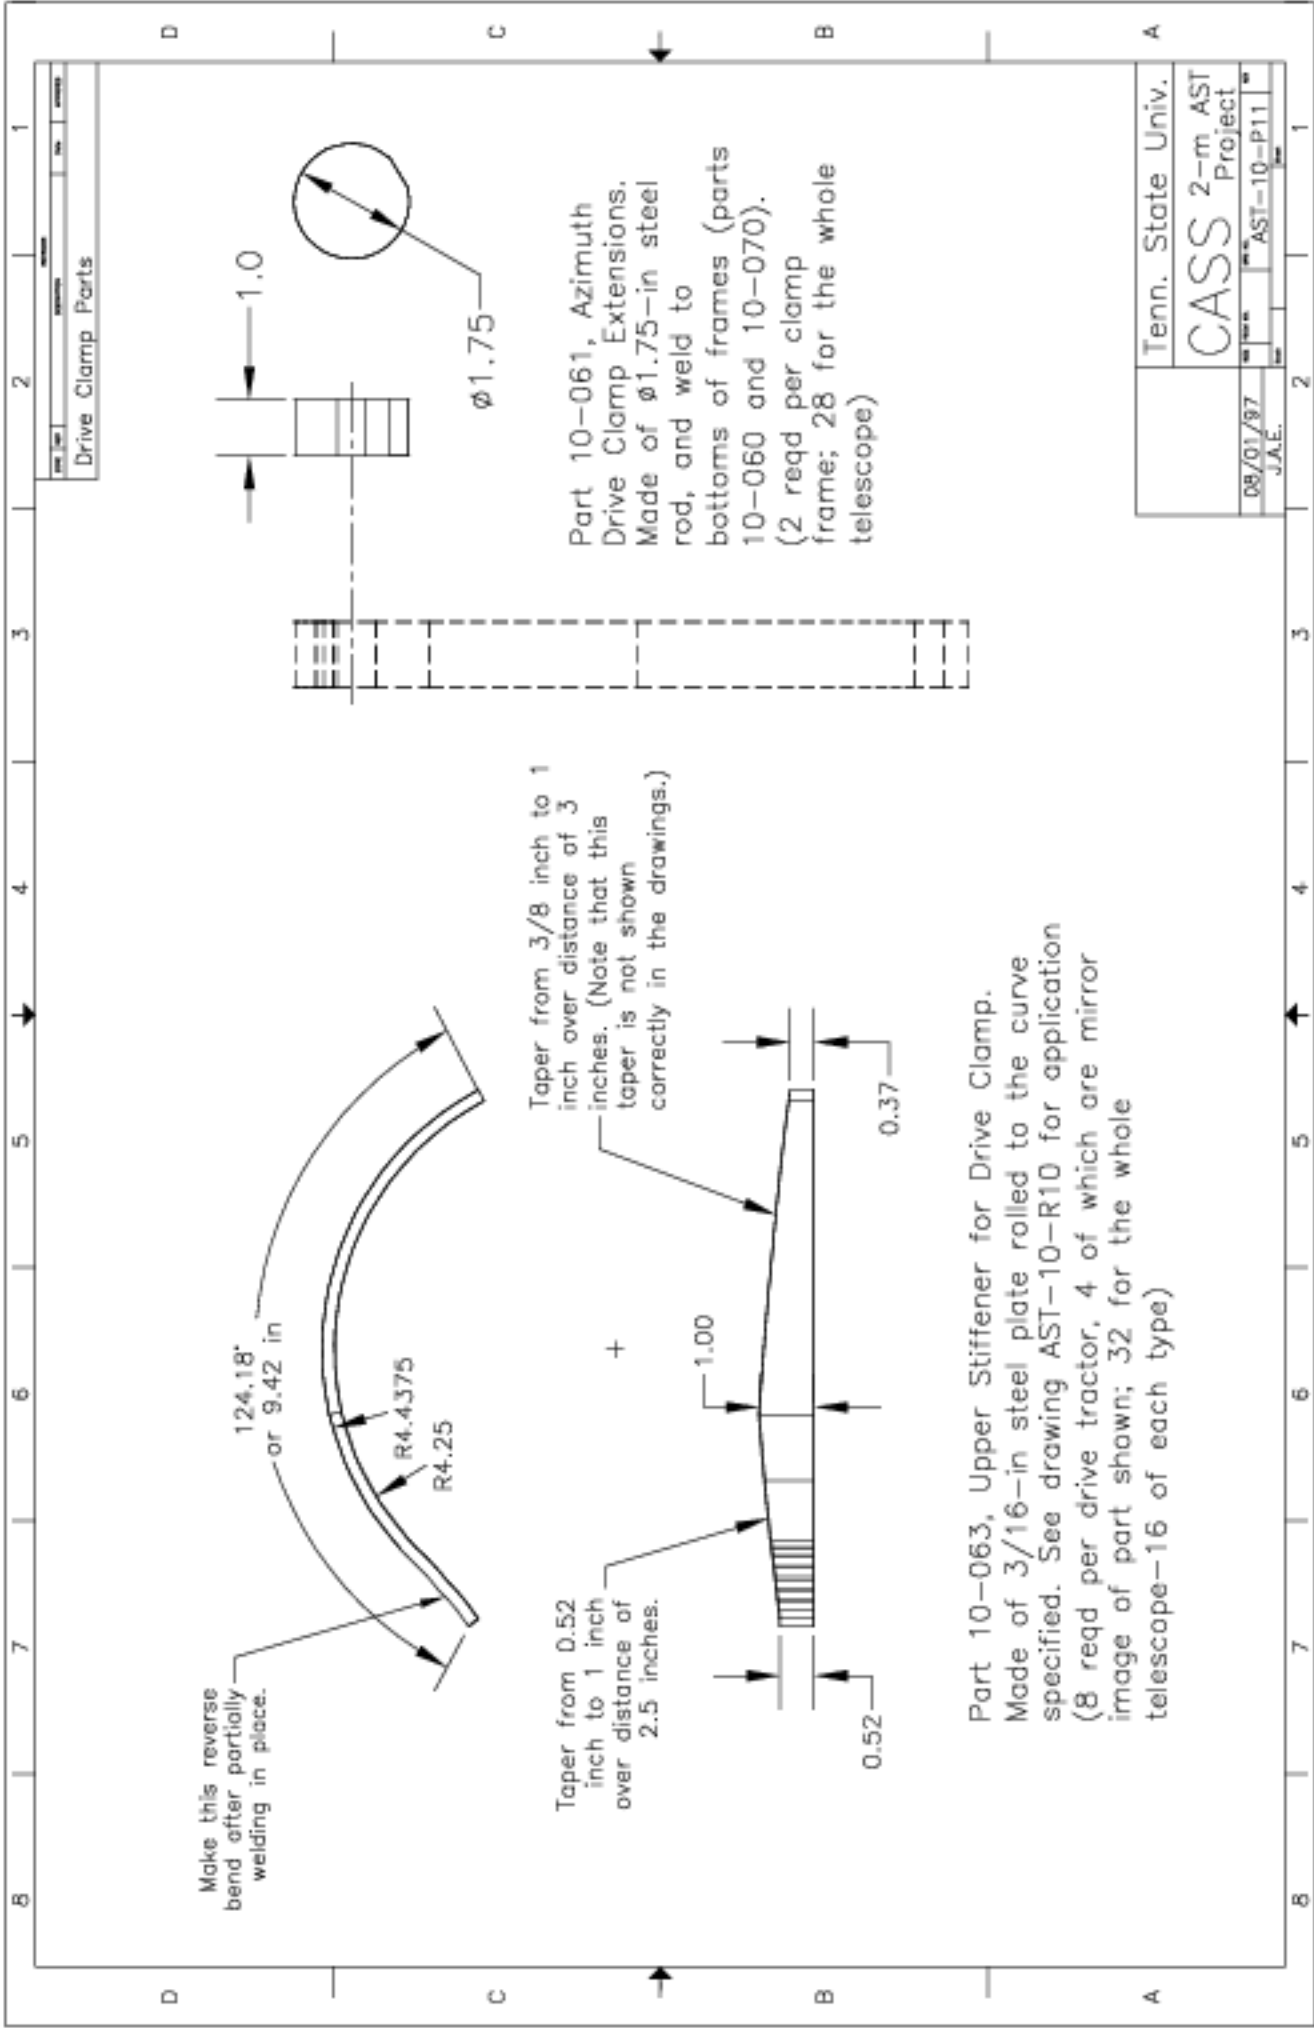 8
7
6
5
4
3
2
1
D
C
B
A
Drive Clamp Parts
Make this reverse
bend after partially
welding in place.
124.18°
or 9.42 in
R4.4375
R4.25
1.0
ø1.75
Taper from 3/8 inch to 1
inch over distance of 3
inches. (Note that this
taper is not shown
correctly in the drawings.)
Taper from 0.52
inch to 1 inch
over distance of
2.5 inches.
1.00
0.52
0.37
Part 10-061, Azimuth
Drive Clamp Extensions.
Made of ø1.75-in steel
rod, and weld to
bottoms of frames (parts
10-060 and 10-070).
(2 reqd per clamp
frame; 28 for the whole
telescope)
Part 10-063, Upper Stiffener for Drive Clamp.
Made of 3/16-in steel plate rolled to the curve
specified. See drawing AST-10-R10 for application
(8 reqd per drive tractor, 4 of which are mirror
image of part shown; 32 for the whole
telescope-16 of each type)
Tenn. State Univ.
CASS 2-m AST
Project
08/01/97
J.A.E.
AST-10-P11
D
C
B
A
8
7
6
5
4
3
2
1